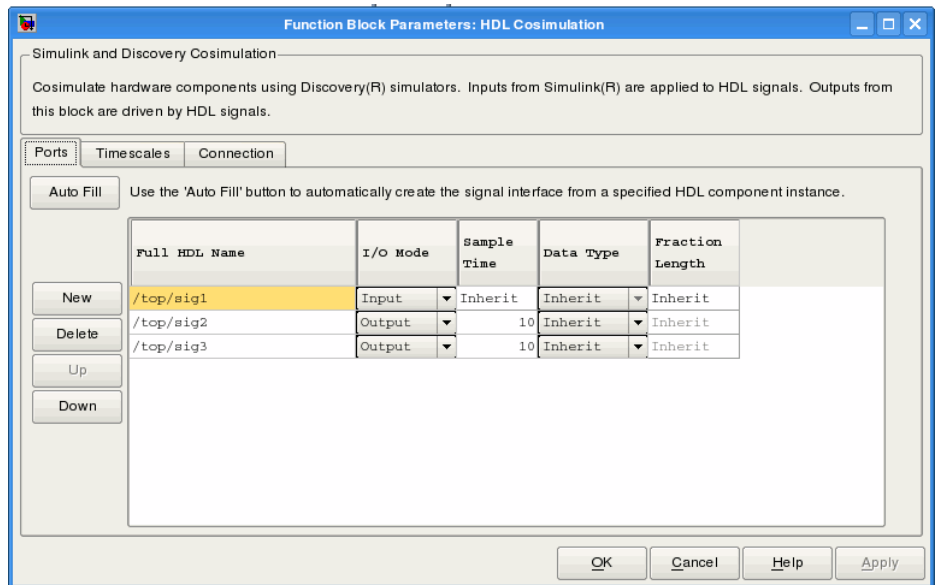 Function Block Parameters: HDL Cosimulation
Simulink and Discovery Cosimulation
Cosimulate hardware components using Discovery(R) simulators. Inputs from Simulink(R) are applied to HDL signals. Outputs from
this block are driven by HDL signals.
Ports Timescales Connection
Auto Fill Use the 'Auto Fill' button to automatically create the signal interface from a specified HDL component instance.
Full HDL Name I/O Mode Sample Time Data Type Fraction Length
New /top/sig1 Input Inherit Inherit Inherit
/top/sig2 Output 10 Inherit Inherit
Delete
/top/sig3 Output 10 Inherit Inherit
Up
Down
OK Cancel Help Apply